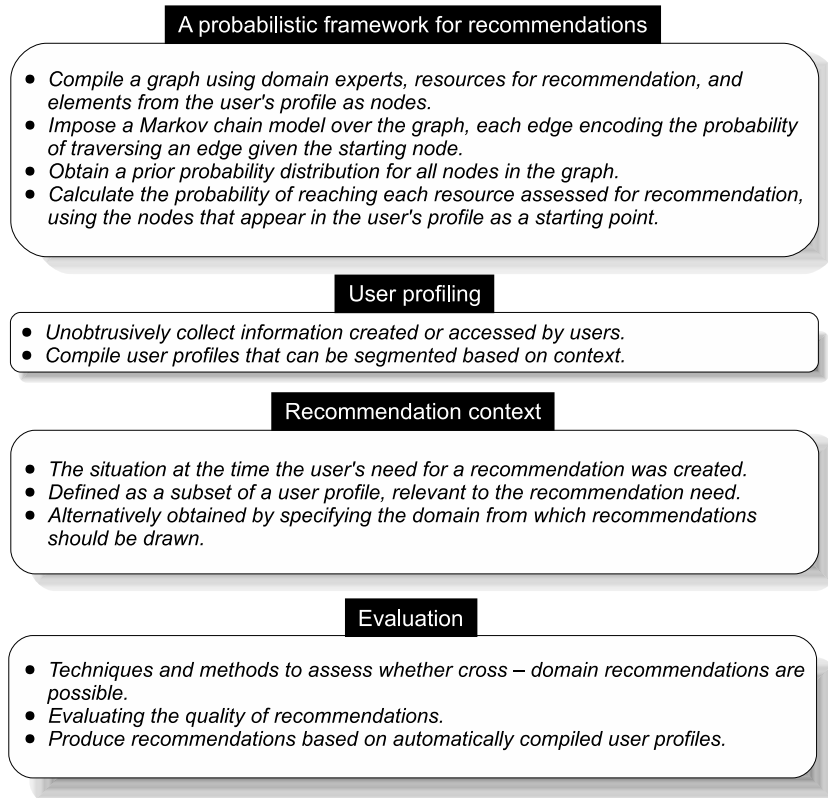 A probabilistic framework for recommendations
● Compile a graph using domain experts, resources for recommendation, and
elements from the user's profile as nodes.
● Impose a Markov chain model over the graph, each edge encoding the probability
of traversing an edge given the starting node.
● Obtain a prior probability distribution for all nodes in the graph.
● Calculate the probability of reaching each resource assessed for recommendation,
using the nodes that appear in the user's profile as a starting point.
User profiling
● Unobtrusively collect information created or accessed by users.
● Compile user profiles that can be segmented based on context.
Recommendation context
● The situation at the time the user's need for a recommendation was created.
● Defined as a subset of a user profile, relevant to the recommendation need.
● Alternatively obtained by specifying the domain from which recommendations
should be drawn.
Evaluation
● Techniques and methods to assess whether cross – domain recommendations are
possible.
● Evaluating the quality of recommendations.
● Produce recommendations based on automatically compiled user profiles.